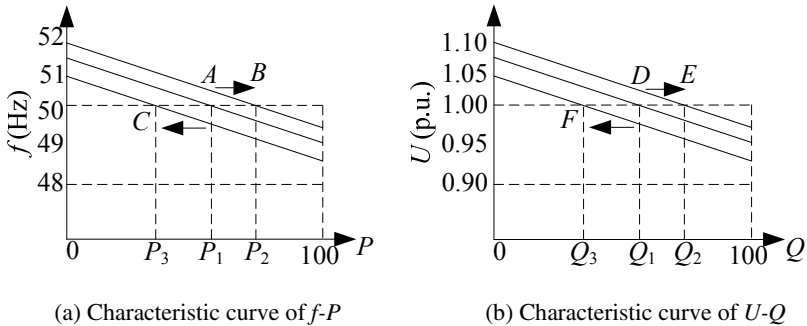 52
51
50
49
48
f(Hz)
A
B
C
0
P3
P1
P2
100
P
1.10
1.05
1.00
0.95
0.90
U(p.u.)
D
E
F
0
Q3
Q1
Q2
100
Q
(a) Characteristic curve of f-P
(b) Characteristic curve of U-Q